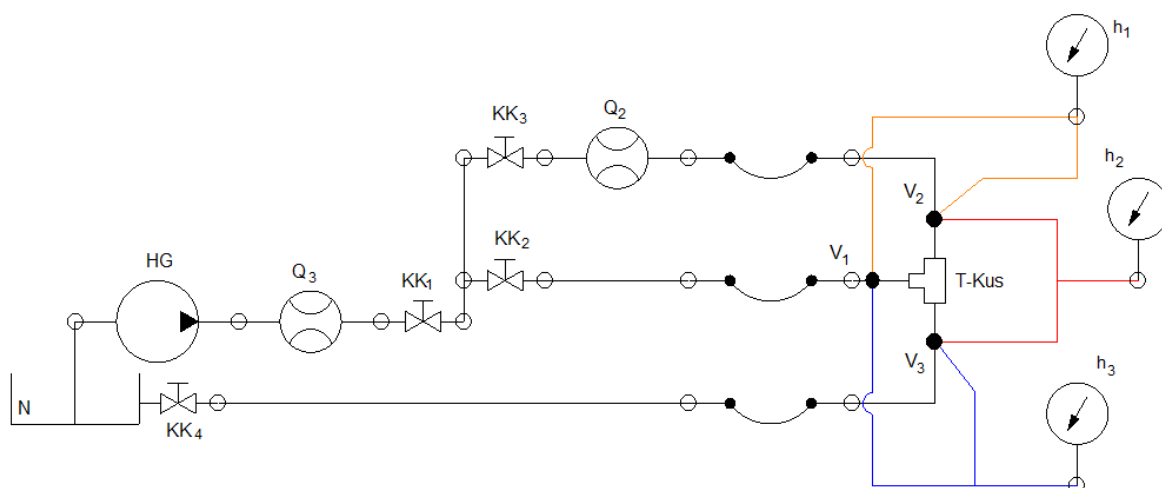 h₁
Q₂
KK₃
h₂
V₂
KK₂
V₁
HG
Q₃
KK₁
T-Kus
V₃
h₃
N
KK₄